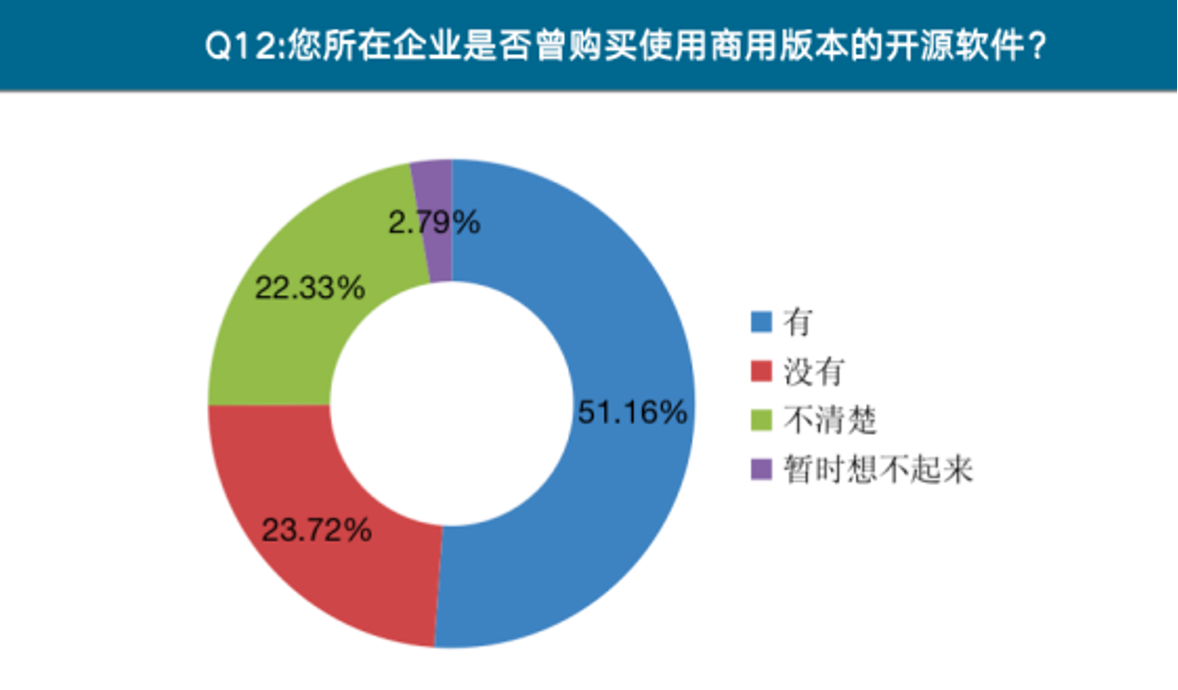 Q12:您所在企业是否曾购买使用商用版本的开源软件?
2.79%
22.33%
51.16%
23.72%
有
没有
不清楚
暂时想不起来